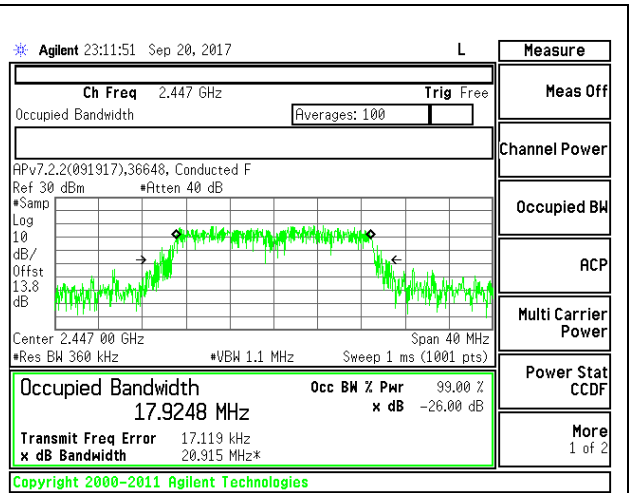 Agilent 23:11:51 Sep 20, 2017 L
Measure
Ch Freq 2.447 GHz Trig Free
Meas Off
Occupied Bandwidth Averages: 100
Channel Power
APv7.2.2(091917),36648, Conducted F
Ref 30 dBm #Atten 40 dB
#Samp
Occupied BW
Log
10
dB/
Offst
13.8
dB
ACP
Multi Carrier
Power
Center 2.447 00 GHz Span 40 MHz
#Res BW 360 kHz #VBW 1.1 MHz Sweep 1 ms (1001 pts)
Power Stat
CCDF
Occupied Bandwidth Occ BW % Pwr 99.00 %
17.9248 MHz x dB -26.00 dB
Transmit Freq Error 17.119 kHz
x dB Bandwidth 20.915 MHz*
More
1 of 2
Copyright 2000-2011 Agilent Technologies